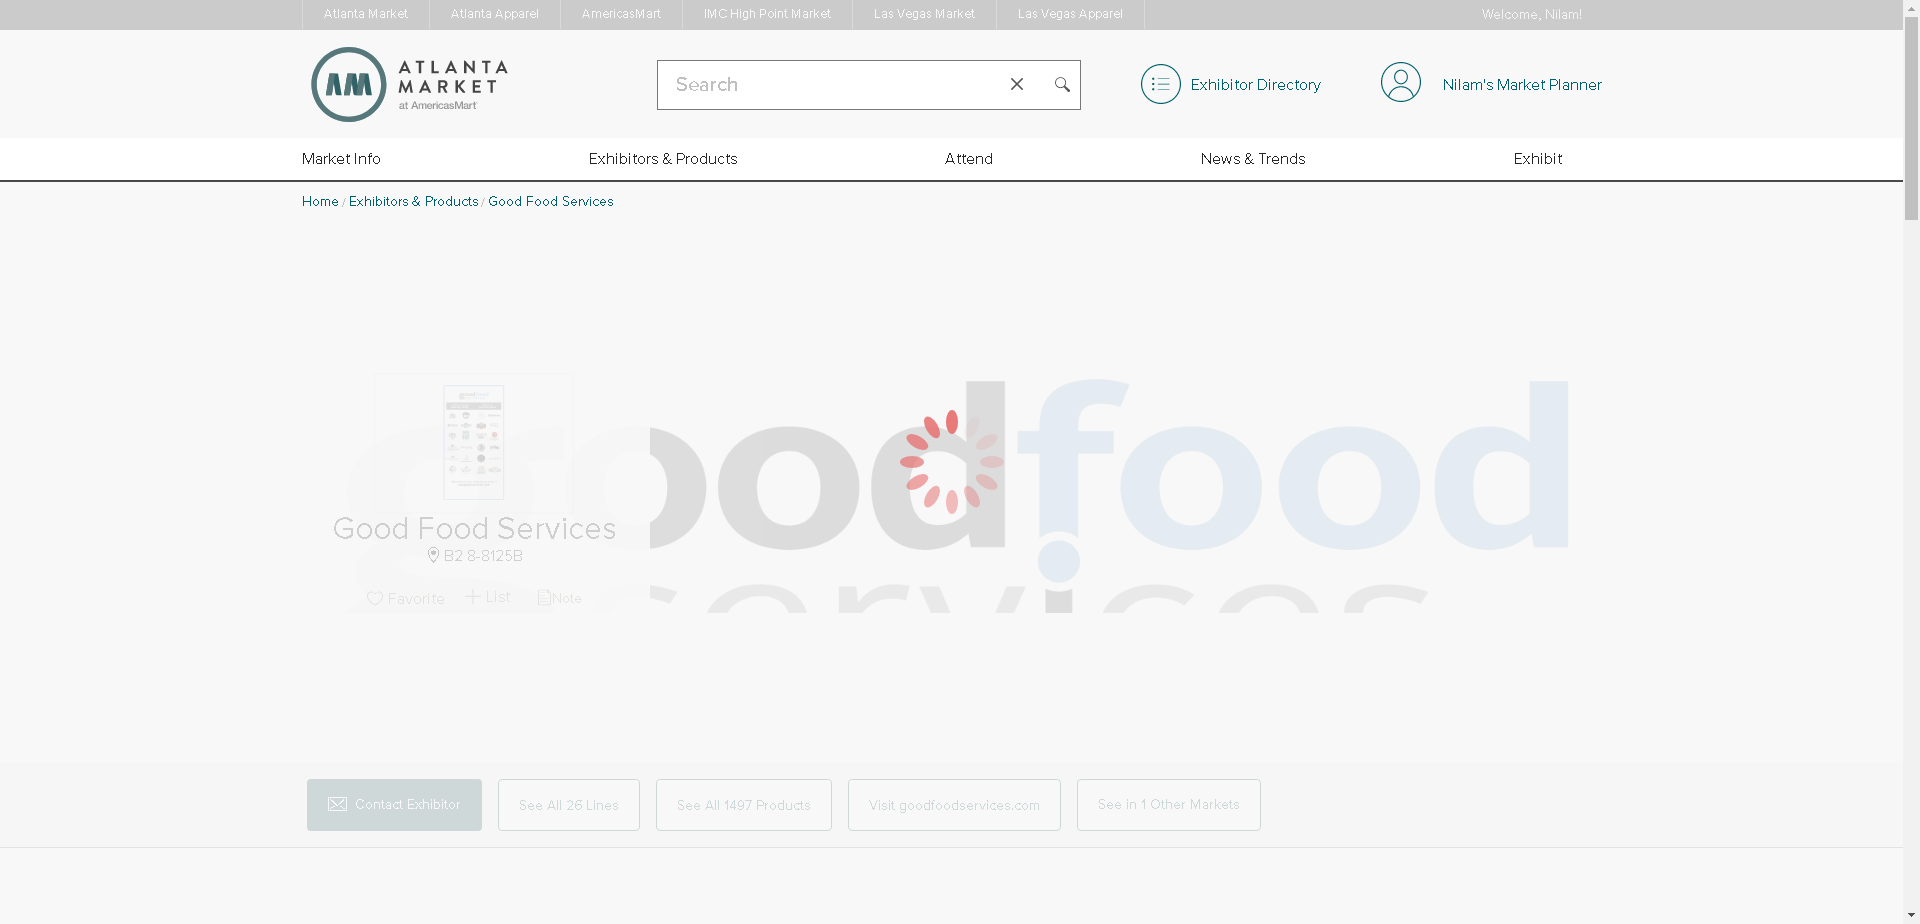 Atlanta Market
Atlanta Apparel
AmericasMart
IMC High Point Market
Las Vegas Market
Las Vegas Apparel
Welcome, Nilam!
AM
ATLANTA
MARKET
at AmericasMart
Search
Exhibitor Directory
Nilam's Market Planner
Market Info
Exhibitors & Products
Attend
News & Trends
Exhibit
Home / Exhibitors & Products / Good Food Services
goodfood
services
Good Food Services
B2 8-8125B
Favorite
List
Note
Contact Exhibitor
See All 26 Lines
See All 1497 Products
Visit goodfoodservices.com
See in 1 Other Markets